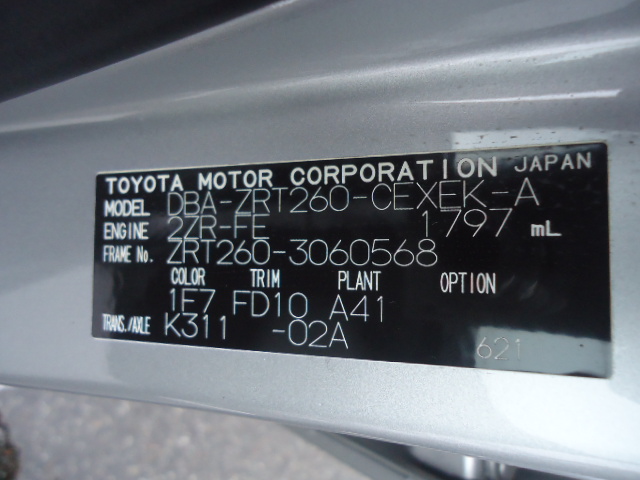 TOYOTA MOTOR CORPORATION JAPAN
MODEL DBA-ZRT260-CEXEK-A
ENGINE 2ZR-FE 1797 mL
FRAME No. ZRT260-3060568
COLOR TRIM PLANT OPTION
1E7 FD10 A41
TRANS./AXLE K311 -02A
621